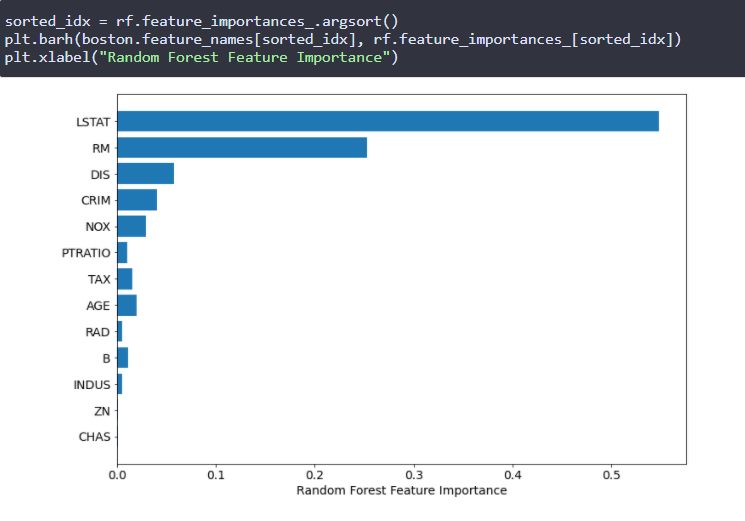 sorted_idx = rf.feature_importances_.argsort()
plt.barh(boston.feature_names[sorted_idx], rf.feature_importances_[sorted_idx])
plt.xlabel("Random Forest Feature Importance")
LSTAT
RM
DIS
CRIM
NOX
PTRATIO
TAX
AGE
RAD
B
INDUS
ZN
CHAS
0.0 0.1 0.2 0.3 0.4 0.5
Random Forest Feature Importance